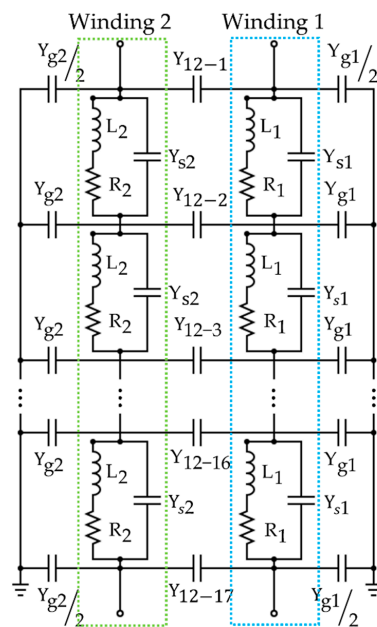 Winding 2 Winding 1
Yg2/2 Y12−1 Yg1/2
L2 Ys2 L1 Ys1
R2 R1
Yg2 Y12−2 Yg1
L2 Ys2 L1 Ys1
R2 R1
Yg2 Y12−3 Yg1
Yg2 Y12−16 Yg1
L2 Ys2 L1 Ys1
R2 R1
Yg2/2 Y12−17 Yg1/2